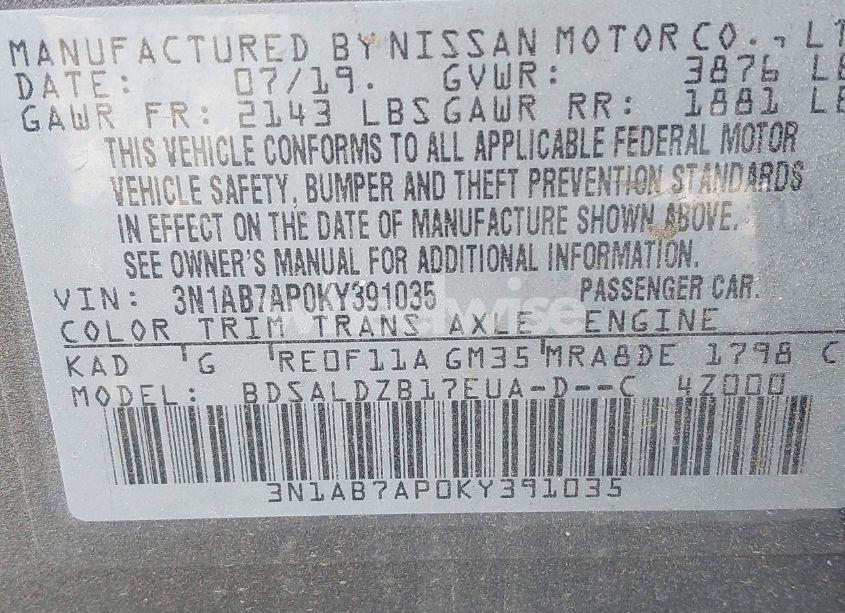 MANUFACTURED BY NISSAN MOTOR CO., LT
DATE: 07/19. GVWR: 3876 LB
GAWR FR: 2143 LBS GAWR RR: 1881 LB
THIS VEHICLE CONFORMS TO ALL APPLICABLE FEDERAL MOTOR
VEHICLE SAFETY, BUMPER AND THEFT PREVENTION STANDARDS
IN EFFECT ON THE DATE OF MANUFACTURE SHOWN ABOVE.
SEE OWNER'S MANUAL FOR ADDITIONAL INFORMATION.
VIN: 3N1AB7AP0KY391035 PASSENGER CAR.
COLOR TRIM TRANS AXLE ENGINE
KAD G RE0F11A GM35 MRA8DE 1798 C
MODEL: BDSALDZB17EUA-D--C 4Z000
3N1AB7AP0KY391035